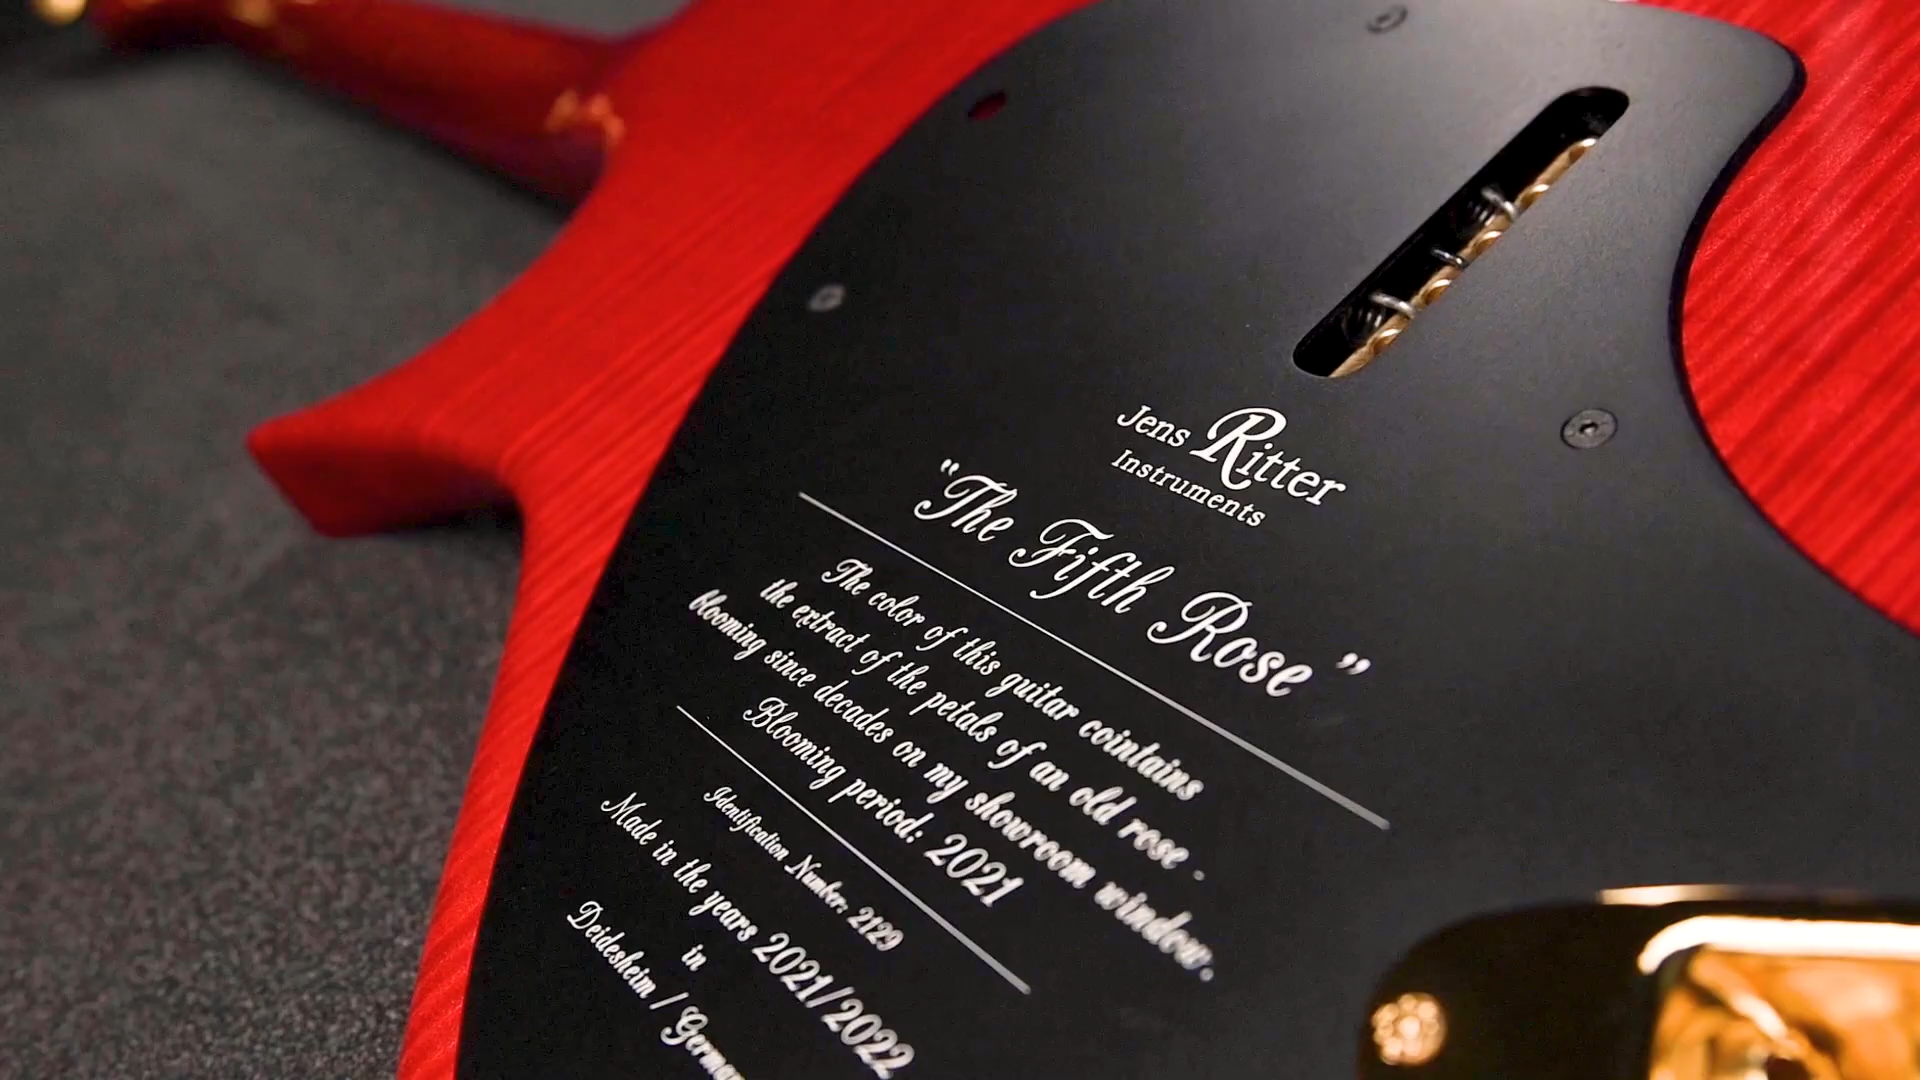 Jens Ritter
Instruments
"The Fifth Rose"
The color of this guitar cointains
the extract of the petals of an old rose -
blooming since decades on my showroom window.
Blooming period: 2021
Identification Number: 2129
Made in the years 2021/2022
in
Deidesheim / German